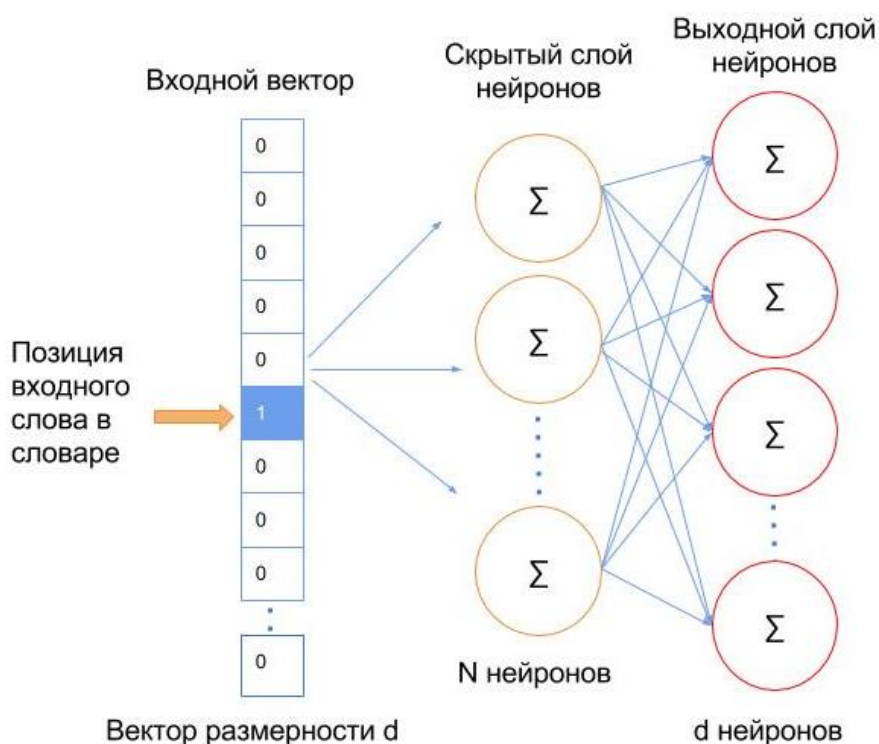 Входной вектор
Скрытый слой
нейронов
Выходной слой
нейронов
0
0
0
0
0
1
0
0
0
0
Позиция
входного
слова в
словаре
Σ
Σ
Σ
Σ
Σ
Σ
Σ
Вектор размерности d
N нейронов
d нейронов